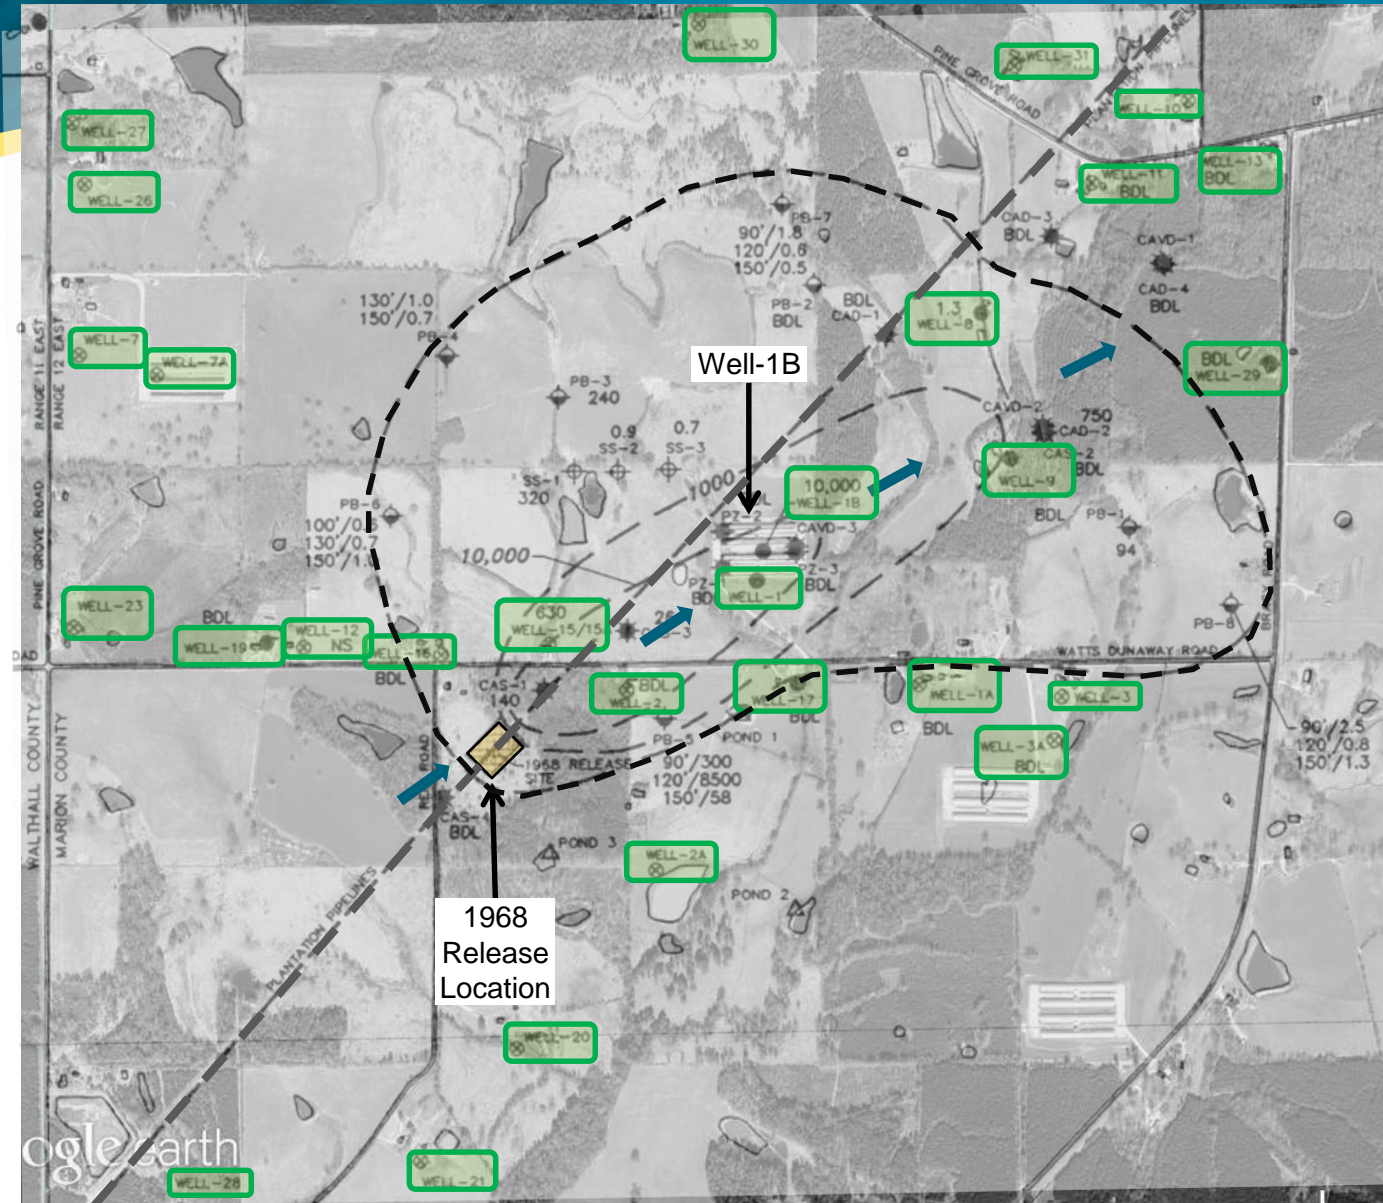 WELL-30
WELL-31
PINE GROVE ROAD
PIPELINES
WELL-10
WELL-27
WELL-13
BDL
WELL-11
BDL
WELL-26
PB-7
90'/1.8
120'/0.6
150'/0.5
CAD-3
BDL
CAVD-1
CAD-4
BDL
130'/1.0
150'/0.7
PB-4
PB-2
BDL
BDL
CAD-1
1.3
WELL-8
WELL-7
WELL-7A
RANGE 11 EAST
RANGE 12 EAST
Well-1B
BDL
WELL-29
PB-3
240
CAVD-2
750
CAD-2
CAS-2
BDL
0.9
SS-2
0.7
SS-3
SS-1
320
1000
10,000
WELL-1B
WELL-9
BDL
PB-6
100'/0.5
130'/0.7
PZ-2
CAVD-3
PB-1
94
10,000
PINE GROVE ROAD
PZ-3
BDL
WELL-1
WELL-23
BDL
WELL-19
WELL-12
NS
WELL-16
BDL
630
WELL-15/15
PB-8
WATTS DUNAWAY ROAD
CAS-1
140
BDL
WELL-2
WELL-17
BDL
WELL-1A
BDL
WELL-3
WALTHALL COUNTY
MARION COUNTY
ROAD
1968 RELEASE
SITE
PB-5
90'/300
120'/8500
150'/58
POND 1
WELL-3A
BDL
90'/2.5
120'/0.8
150'/1.3
BDL
POND 3
WELL-2A
POND 2
PLANTATION PIPELINES
1968
Release
Location
WELL-20
ogle earth
WELL-21
WELL-28